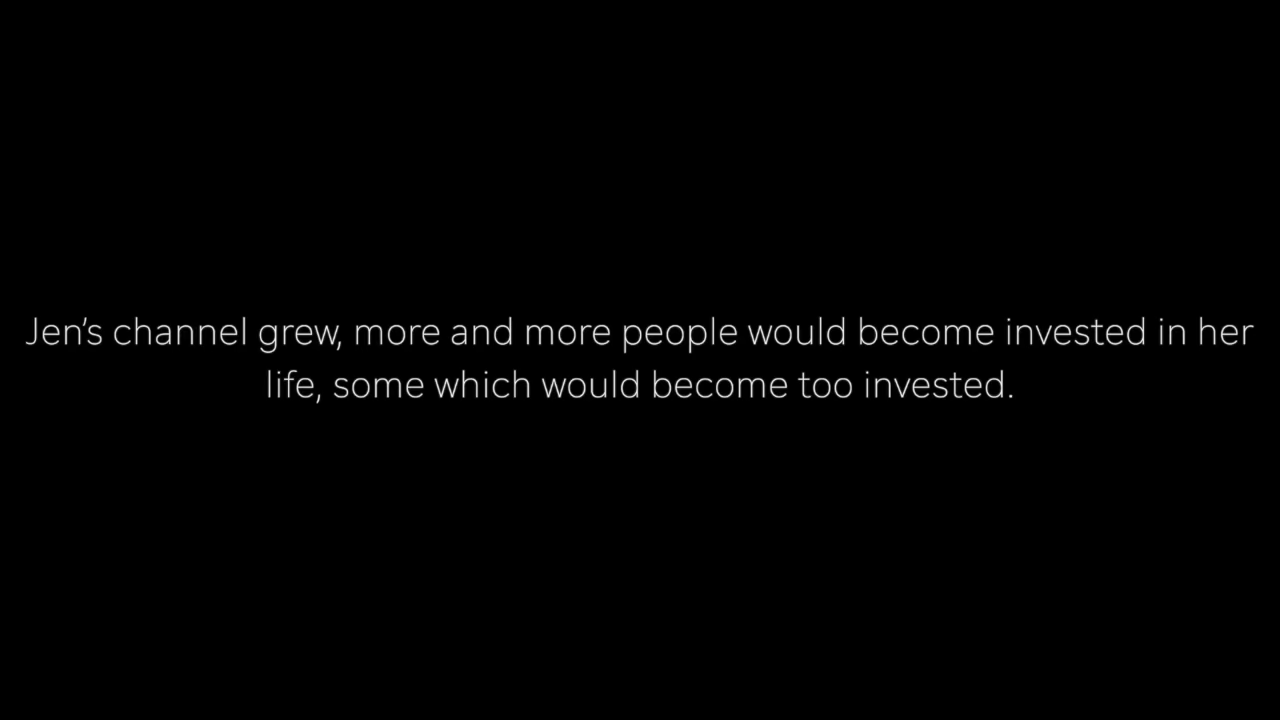 Jen's channel grew, more and more people would become invested in her
life, some which would become too invested.